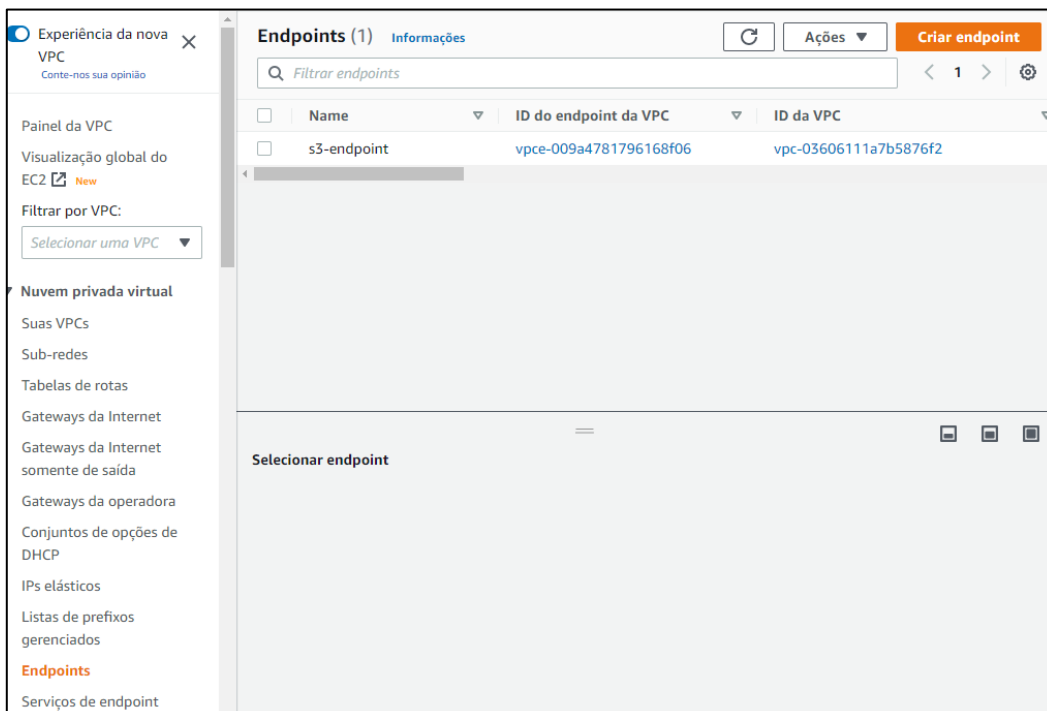 Experiência da nova
VPC
Conte-nos sua opinião
Painel da VPC
Visualização global do
EC2 New
Filtrar por VPC:
Selecionar uma VPC
Nuvem privada virtual
Suas VPCs
Sub-redes
Tabelas de rotas
Gateways da Internet
Gateways da Internet
somente de saída
Gateways da operadora
Conjuntos de opções de
DHCP
IPs elásticos
Listas de prefixos
gerenciados
Endpoints
Serviços de endpoint
Endpoints (1) Informações
Ações
Criar endpoint
Filtrar endpoints
1
Name ID do endpoint da VPC ID da VPC
s3-endpoint vpce-009a4781796168f06 vpc-03606111a7b5876f2
Selecionar endpoint